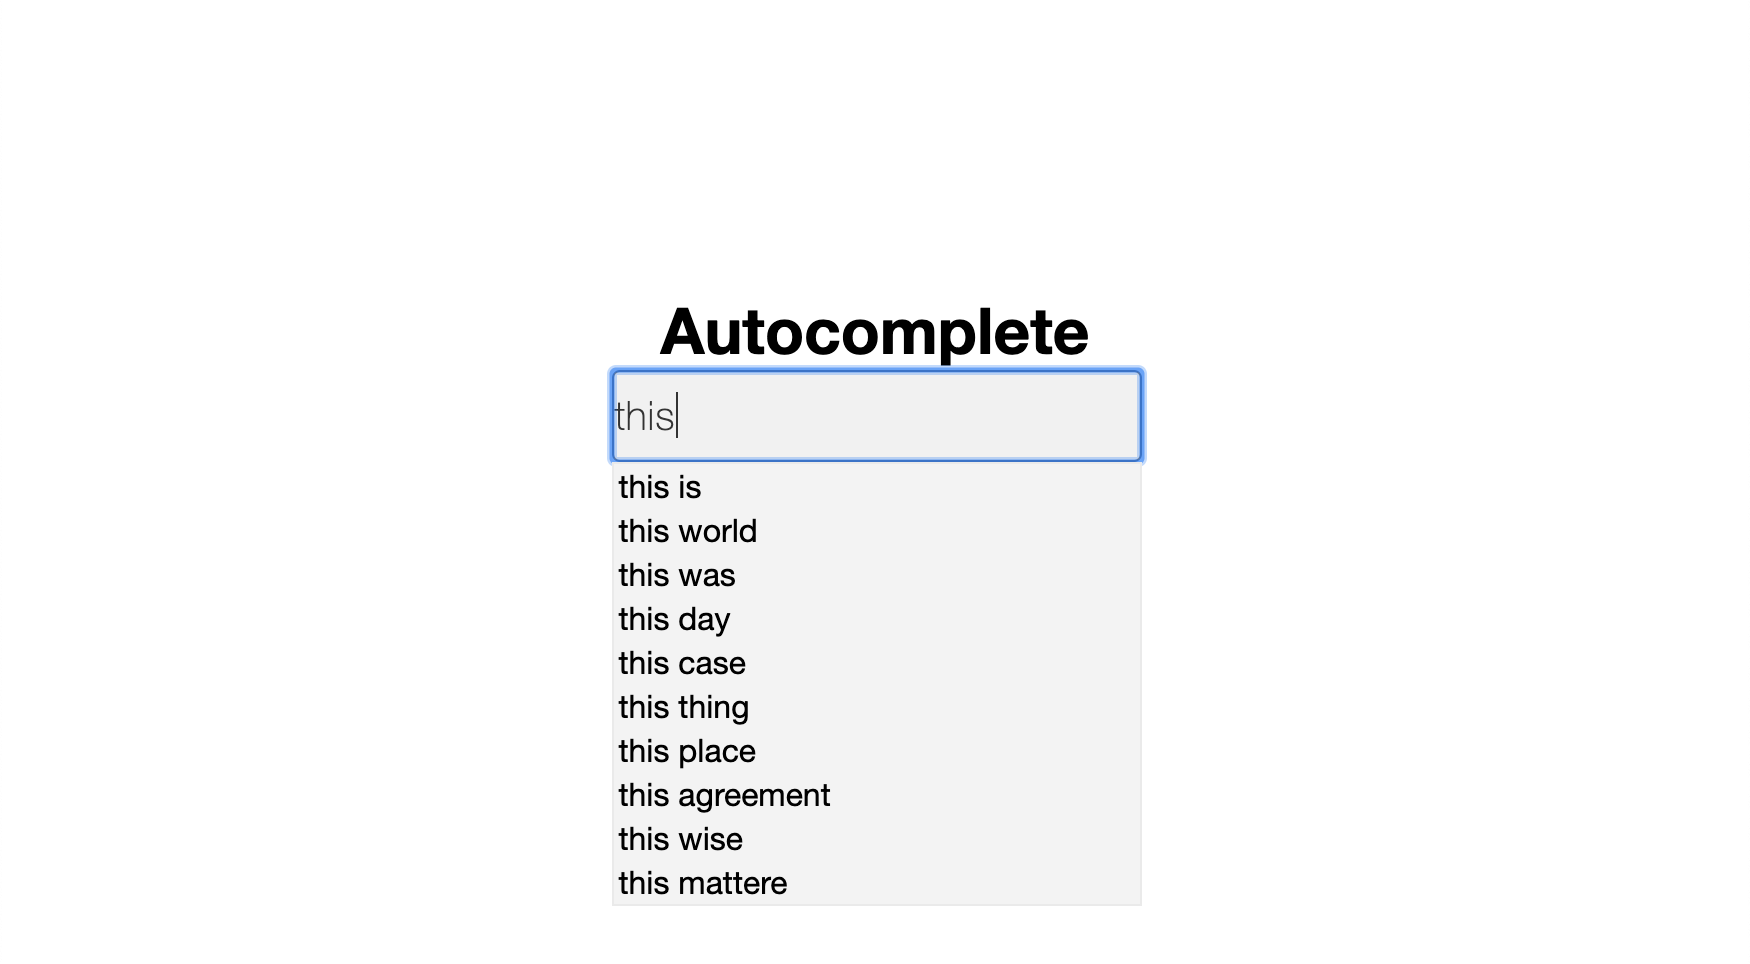 Autocomplete
this
this is
this world
this was
this day
this case
this thing
this place
this agreement
this wise
this mattere